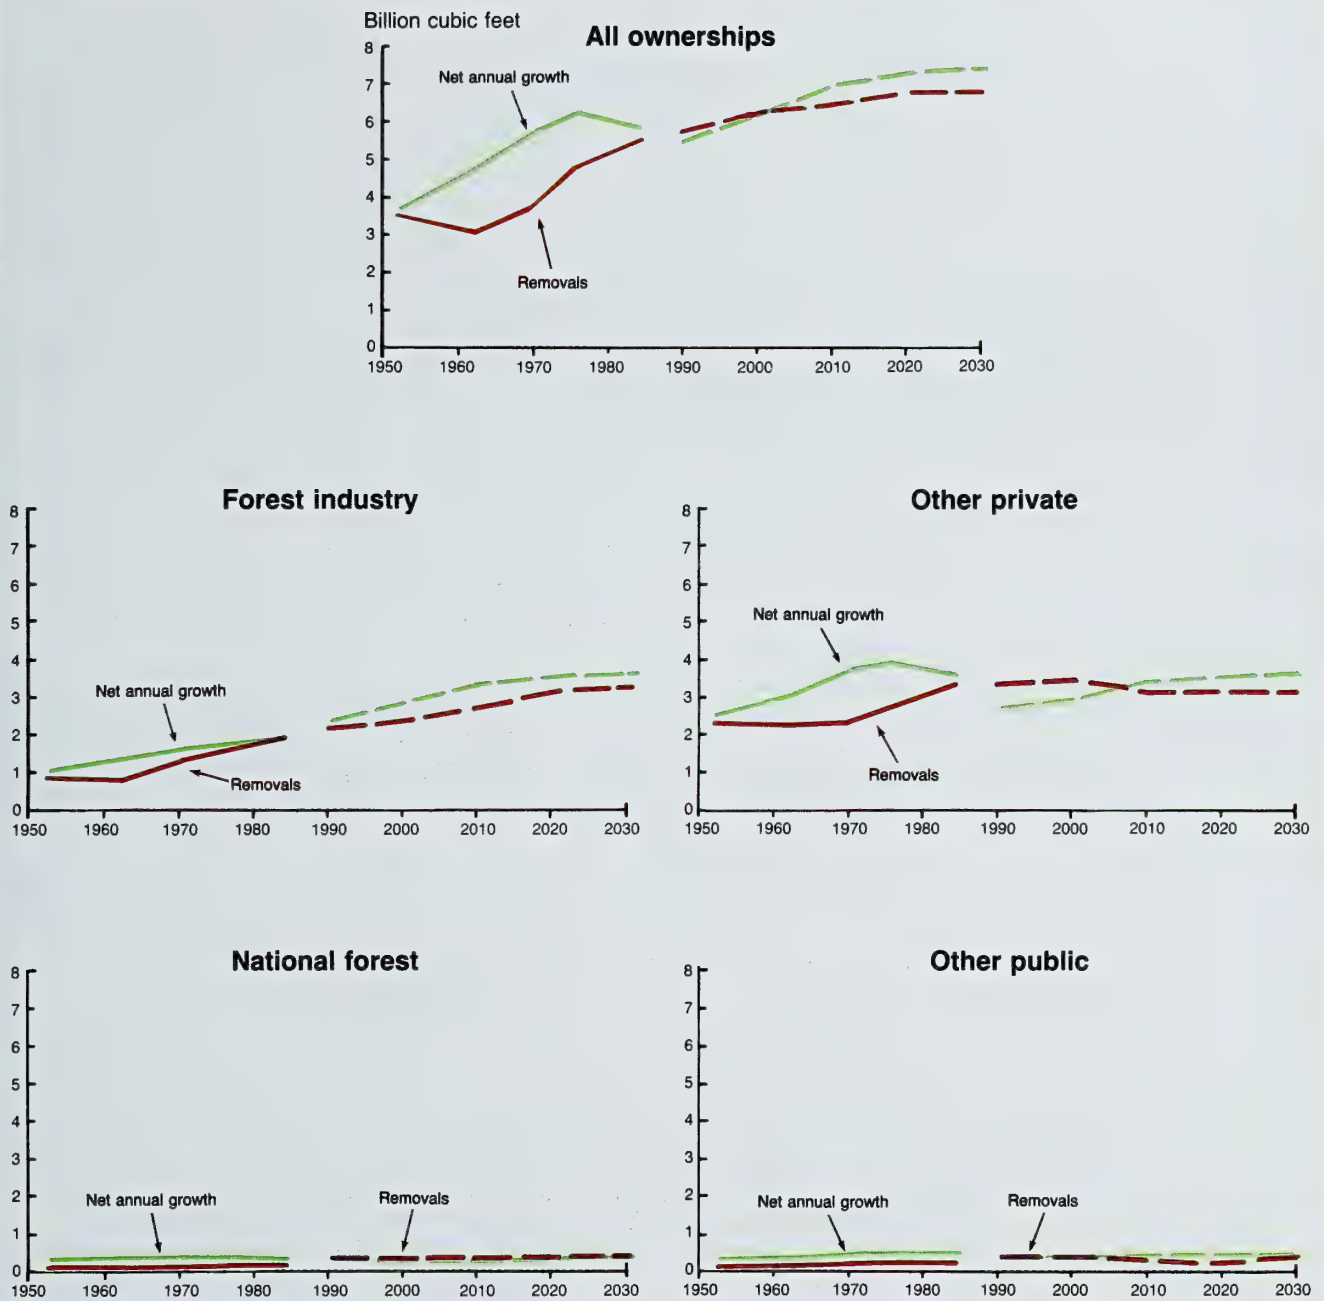 Billion cubic feet
All ownerships
8
Net annual growth
7
6
5
4
3
Removals
2
1
0
1950 1960 1970 1980 1990 2000 2010 2020 2030
Forest industry
8
7
6
5
4
Net annual growth
3
2
Removals
1
0
1950 1960 1970 1980 1990 2000 2010 2020 2030
Other private
8
7
6
Net annual growth
5
4
3
2
Removals
1
0
1950 1960 1970 1980 1990 2000 2010 2020 2030
National forest
8
7
6
5
4
3
2
Net annual growth Removals
1
0
1950 1960 1970 1980 1990 2000 2010 2020 2030
Other public
8
7
6
5
4
3
2
Net annual growth Removals
1
0
1950 1960 1970 1980 1990 2000 2010 2020 2030